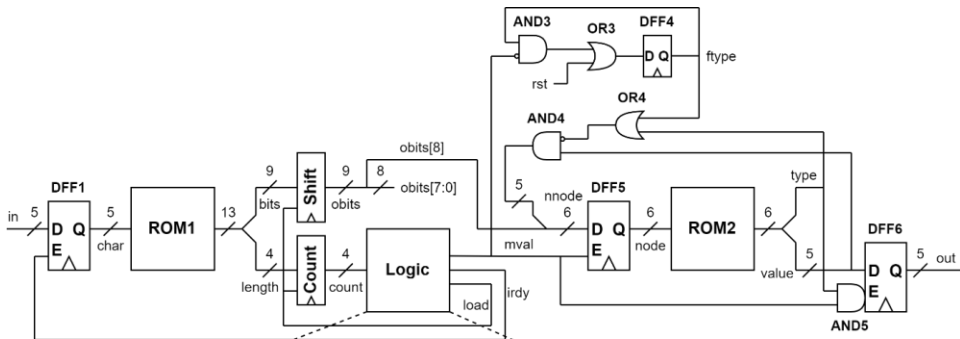 AND3
OR3
DFF4
D Q
ftype
rst
OR4
AND4
obits[8]
type
9
9
8
5
DFF1
Shift
obits[7:0]
nnode
DFF5
in
5
D Q
E
5
ROM1
13
bits
obits
6
D Q
E
6
ROM2
6
DFF6
char
mval
node
5
D Q
E
5
out
4
Count
4
Logic
value
length
count
load
irdy
AND5